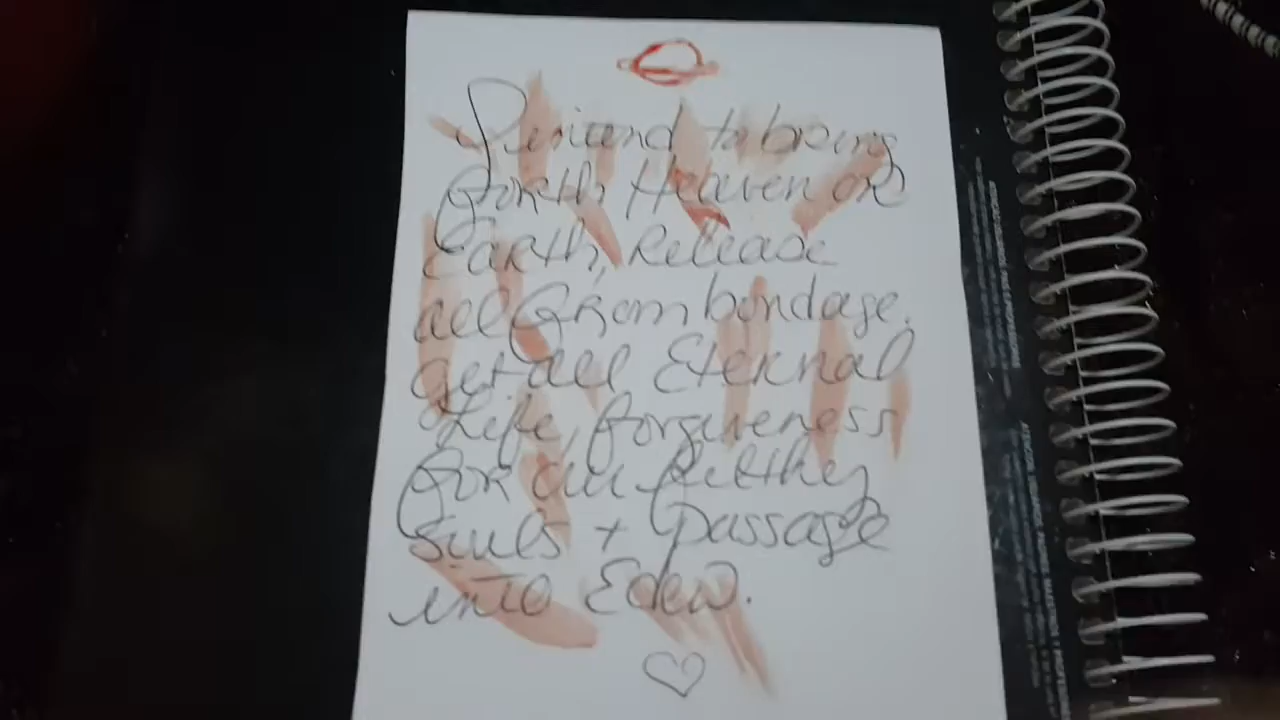 I intend to bring
forth Heaven on
Earth, Release
all from bondage.
get all Eternal
Life, forgiveness
for all filthy
souls + passage
into Eden.